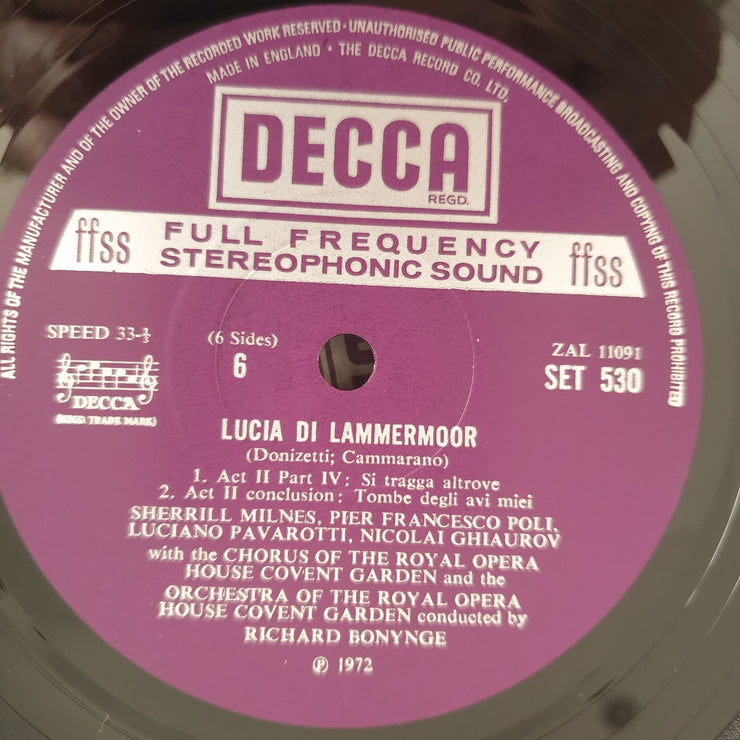 ALL RIGHTS OF THE MANUFACTURER AND OF THE OWNER OF THE RECORDED WORK RESERVED · UNAUTHORISED PUBLIC PERFORMANCE BROADCASTING AND COPYING OF THIS RECORD PROHIBITED
MADE IN ENGLAND · THE DECCA RECORD CO. LTD.
DECCA
REGD.
ffss FULL FREQUENCY ffss
STEREOPHONIC SOUND
SPEED 33-⅓
(6 Sides)
6
ZAL 11091
SET 530
DECCA
(REGD. TRADE MARK)
LUCIA DI LAMMERMOOR
(Donizetti; Cammarano)
1. Act II Part IV: Si tragga altrove
2. Act II conclusion: Tombe degli avi miei
SHERRILL MILNES, PIER FRANCESCO POLI,
LUCIANO PAVAROTTI, NICOLAI GHIAUROV
with the CHORUS OF THE ROYAL OPERA
HOUSE COVENT GARDEN and the
ORCHESTRA OF THE ROYAL OPERA
HOUSE COVENT GARDEN conducted by
RICHARD BONYNGE
℗ 1972